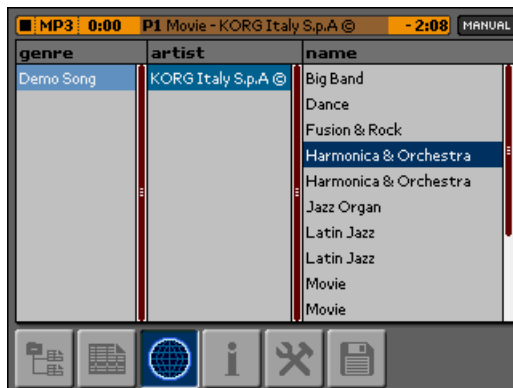 MP3 0:00 P1 Movie - KORG Italy S.p.A © - 2:08 MANUAL
genre artist name
Demo Song KORG Italy S.p.A © Big Band
Dance
Fusion & Rock
Harmonica & Orchestra
Harmonica & Orchestra
Jazz Organ
Latin Jazz
Latin Jazz
Movie
Movie
i